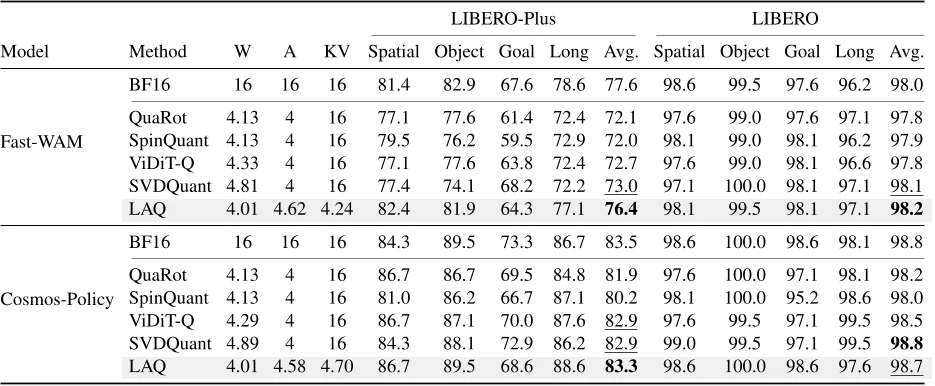 LIBERO-Plus LIBERO
Model Method W A KV Spatial Object Goal Long Avg. Spatial Object Goal Long Avg.
BF16 16 16 16 81.4 82.9 67.6 78.6 77.6 98.6 99.5 97.6 96.2 98.0
QuaRot 4.13 4 16 77.1 77.6 61.4 72.4 72.1 97.6 99.0 97.6 97.1 97.8
Fast-WAM SpinQuant 4.13 4 16 79.5 76.2 59.5 72.9 72.0 98.1 99.0 98.1 96.2 97.9
ViDiT-Q 4.33 4 16 77.1 77.6 63.8 72.4 72.7 97.6 99.0 98.1 96.6 97.8
SVDQuant 4.81 4 16 77.4 74.1 68.2 72.2 73.0 97.1 100.0 98.1 97.1 98.1
LAQ 4.01 4.62 4.24 82.4 81.9 64.3 77.1 76.4 98.1 99.5 98.1 97.1 98.2
BF16 16 16 16 84.3 89.5 73.3 86.7 83.5 98.6 100.0 98.6 98.1 98.8
QuaRot 4.13 4 16 86.7 86.7 69.5 84.8 81.9 97.6 100.0 97.1 98.1 98.2
Cosmos-Policy SpinQuant 4.13 4 16 81.0 86.2 66.7 87.1 80.2 98.1 100.0 95.2 98.6 98.0
ViDiT-Q 4.29 4 16 86.7 87.1 70.0 87.6 82.9 97.6 99.5 97.1 99.5 98.5
SVDQuant 4.89 4 16 84.3 88.1 72.9 86.2 82.9 99.0 99.5 97.1 99.5 98.8
LAQ 4.01 4.58 4.70 86.7 89.5 68.6 88.6 83.3 98.6 100.0 98.6 97.6 98.7